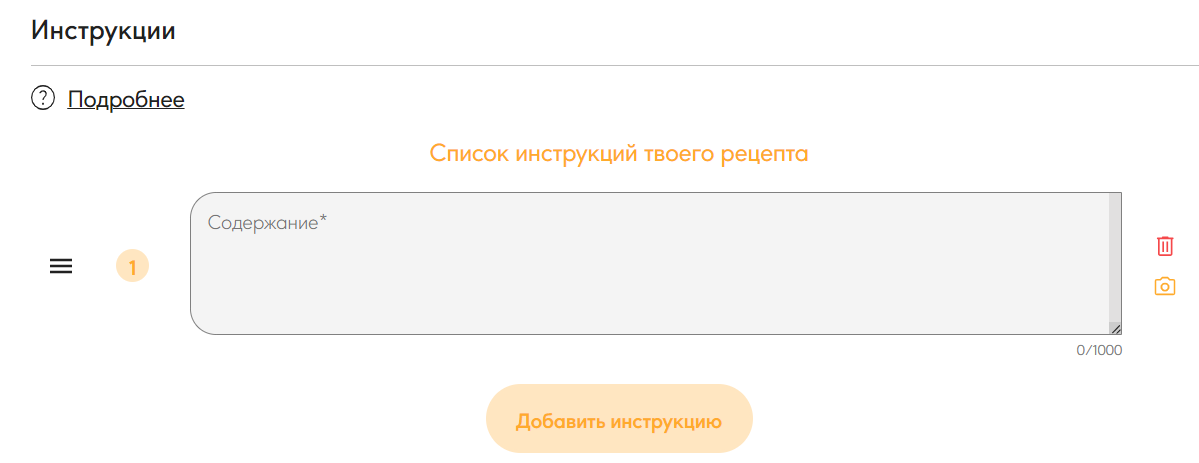 Инструкции
? Подробнее
Список инструкций твоего рецепта
Содержание*
1
0/1000
Добавить инструкцию